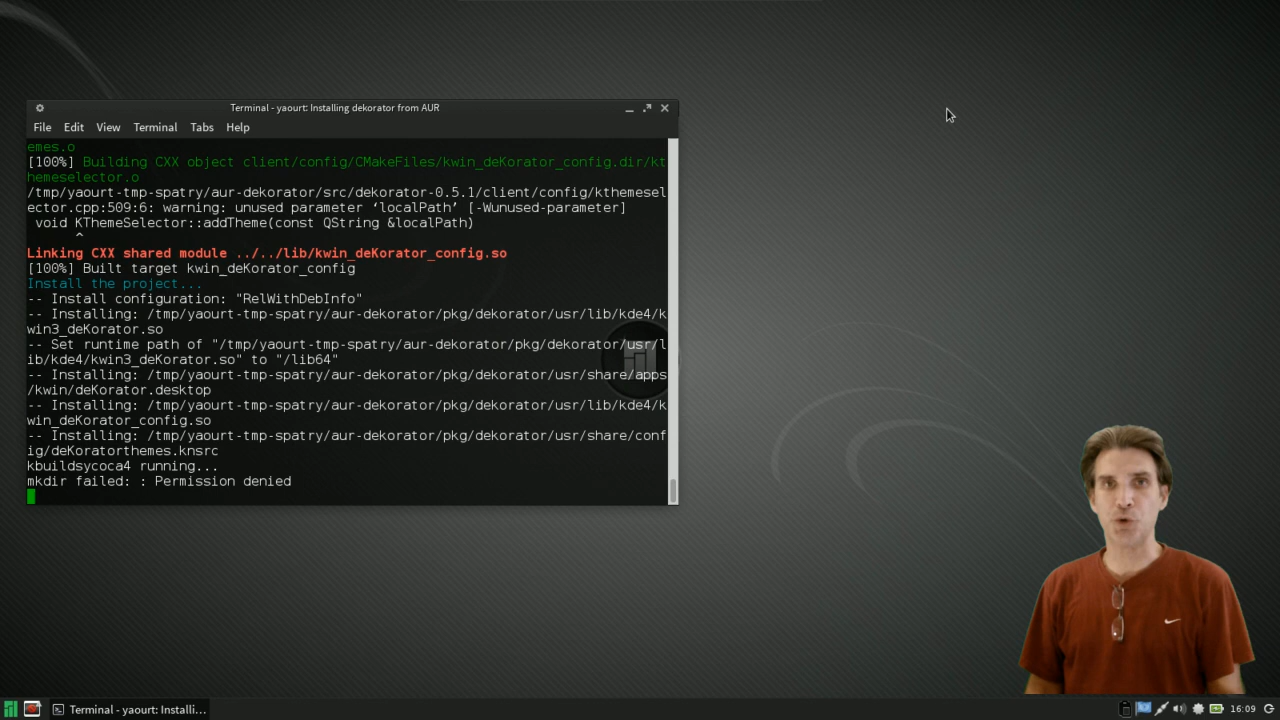 Terminal - yaourt: Installing dekorator from AUR
File Edit View Terminal Tabs Help
emes.o
[100%] Building CXX object client/config/CMakeFiles/kwin_deKorator_config.dir/kt
hemeselector.o
/tmp/yaourt-tmp-spatry/aur-dekorator/src/dekorator-0.5.1/client/config/kthemesel
ector.cpp:509:6: warning: unused parameter ‘localPath’ [-Wunused-parameter]
void KThemeSelector::addTheme(const QString &localPath)
^
Linking CXX shared module ../../lib/kwin_deKorator_config.so
[100%] Built target kwin_deKorator_config
Install the project...
-- Install configuration: "RelWithDebInfo"
-- Installing: /tmp/yaourt-tmp-spatry/aur-dekorator/pkg/dekorator/usr/lib/kde4/k
win3_deKorator.so
-- Set runtime path of "/tmp/yaourt-tmp-spatry/aur-dekorator/pkg/dekorator/usr/l
ib/kde4/kwin3_deKorator.so" to "/lib64"
-- Installing: /tmp/yaourt-tmp-spatry/aur-dekorator/pkg/dekorator/usr/share/apps
/kwin/deKorator.desktop
-- Installing: /tmp/yaourt-tmp-spatry/aur-dekorator/pkg/dekorator/usr/lib/kde4/k
win_deKorator_config.so
-- Installing: /tmp/yaourt-tmp-spatry/aur-dekorator/pkg/dekorator/usr/share/conf
ig/deKoratorthemes.knsrc
kbuildsycoca4 running...
mkdir failed: : Permission denied
Terminal - yaourt: Installi...
16:09